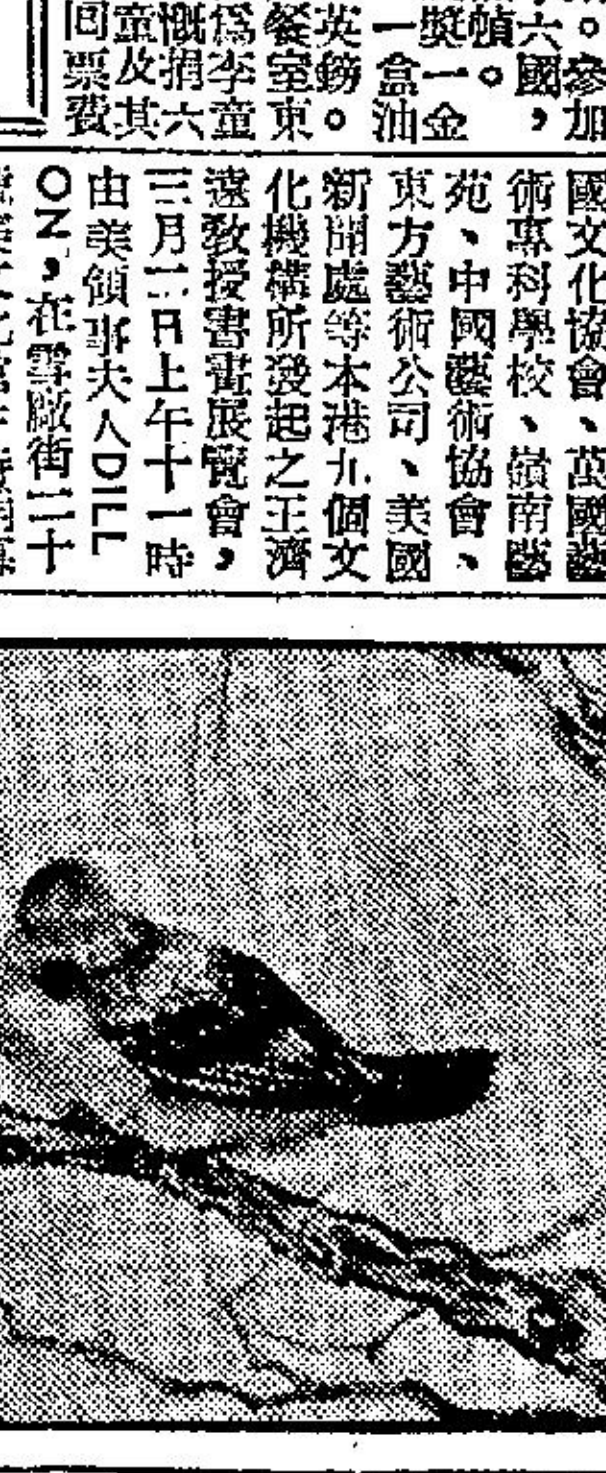 參加
六國，
幀。
獎一金
一盒油
英鎊。
餐室東
爲李童
慨捐六
童及其
回票費
國文化協會、萬國藝
術專科學校、嶺南藝
苑、中國藝術協會、
東方藝術公司、美國
新聞處等本港九個文
化機構所發起之王濟
遠敎授書畫展覽會，
三月二日上午十一時
由美領事夫人DILL
ON，在雪廠街二十